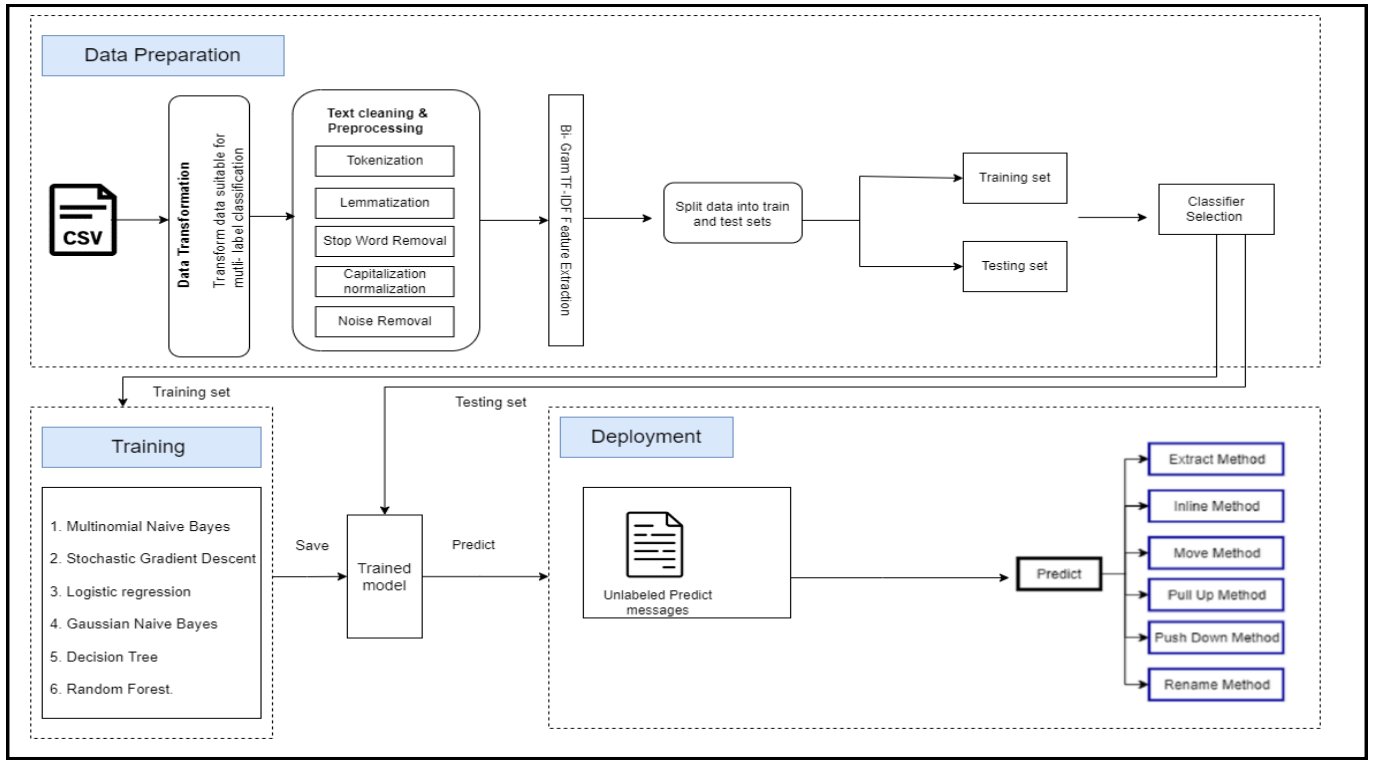 Data Preparation
CSV
Data Transformation
Transform data suitable for
mutli- label classification
Text cleaning &
Preprocessing
Tokenization
Lemmatization
Stop Word Removal
Capitalization
normalization
Noise Removal
Bi- Gram TF-IDF Feature Extraction
Split data into train
and test sets
Training set
Testing set
Classifier
Selection
Training set
Testing set
Training
1. Multinomial Naive Bayes
2. Stochastic Gradient Descent
3. Logistic regression
4. Gaussian Naive Bayes
5. Decision Tree
6. Random Forest.
Save
Trained
model
Predict
Deployment
Unlabeled Predict
messages
Predict
Extract Method
Inline Method
Move Method
Pull Up Method
Push Down Method
Rename Method